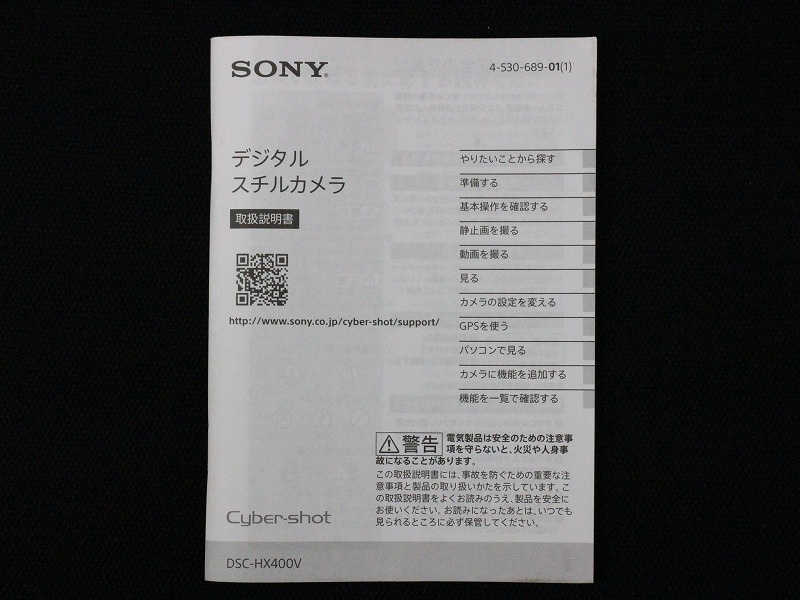 SONY®
4-530-689-01(1)
デジタル
スチルカメラ
取扱説明書
http://www.sony.co.jp/cyber-shot/support/
やりたいことから探す
準備する
基本操作を確認する
静止画を撮る
動画を撮る
見る
カメラの設定を変える
GPSを使う
パソコンで見る
カメラに機能を追加する
機能を一覧で確認する
警告 電気製品は安全のための注意事
項を守らないと、火災や人身事
故になることがあります。
この取扱説明書には、事故を防ぐための重要な注
意事項と製品の取り扱いかたを示しています。こ
の取扱説明書をよくお読みのうえ、製品を安全に
お使いください。お読みになったあとは、いつでも
見られるところに必ず保管してください。
Cyber-shot
DSC-HX400V